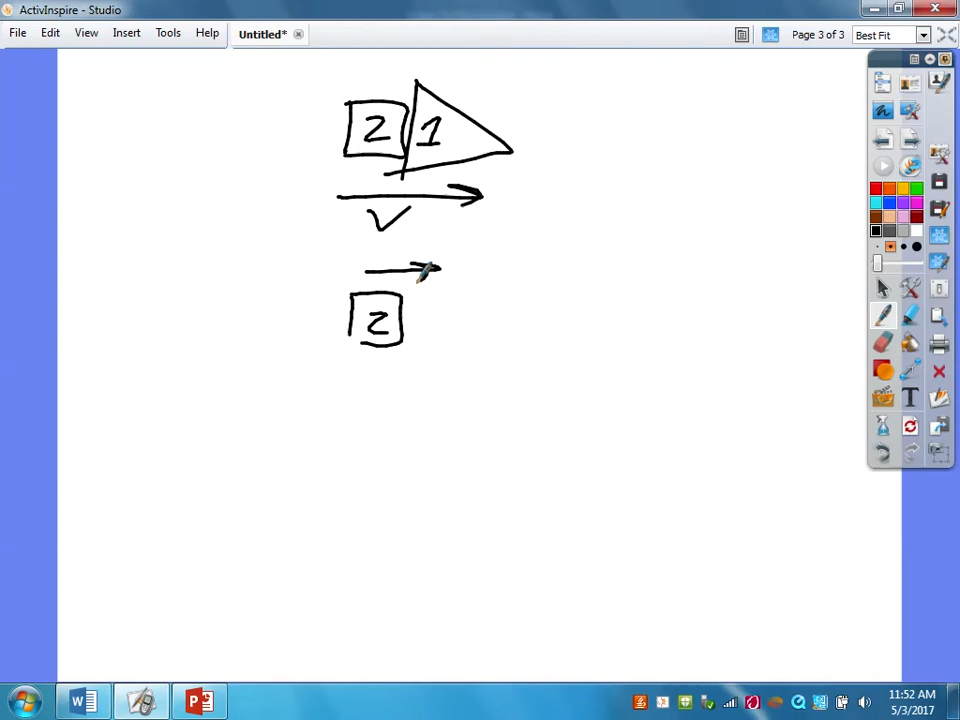 ActivInspire - Studio
File Edit View Insert Tools Help Untitled* Page 3 of 3 Best Fit
2 1
V
2
T
W P
11:52 AM
5/3/2017